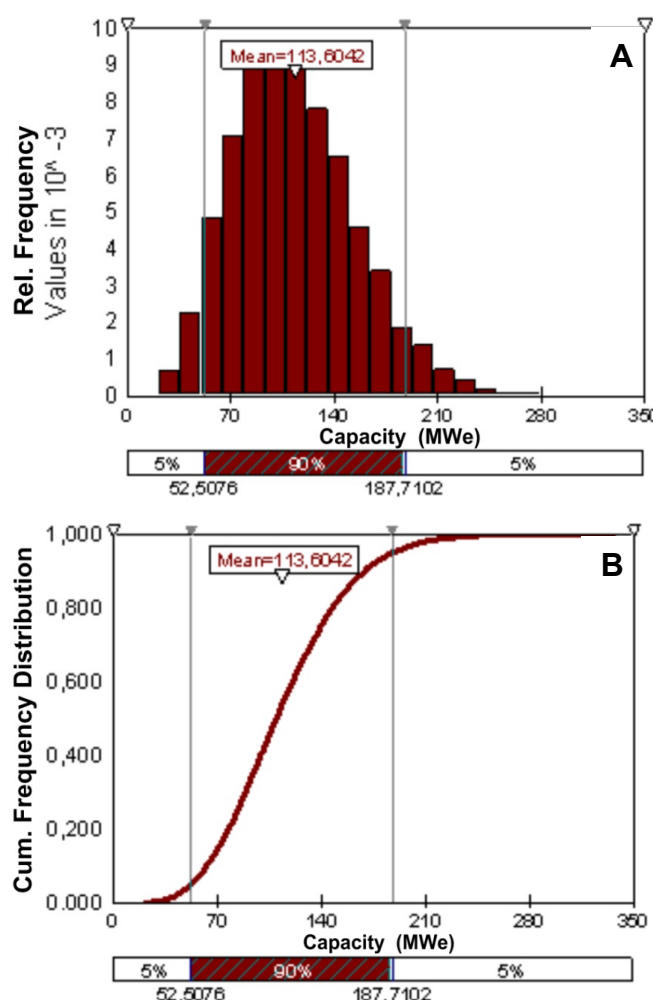 A
Mean=113,6042
Rel. Frequency
Values in 10^ -3
10
9
8
7
6
5
4
3
2
1
0
0 70 140 210 280 350
Capacity (MWe)
5% 90% 5%
52,5076 187,7102
B
Mean=113,6042
Cum. Frequency Distribution
1,000
0,800
0,600
0,400
0,200
0.000
0 70 140 210 280 350
Capacity (MWe)
5% 90% 5%
52,5076 187,7102